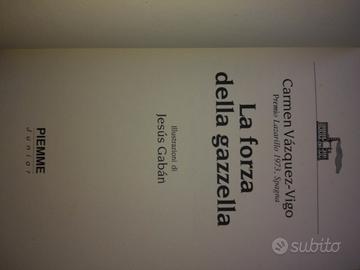 Carmen Vázquez-Vigo
Premio Lazarillo 1973, Spagna
La forza
della gazzella
Illustrazioni di
Jesús Gabán
PIEMME
Junior
subito